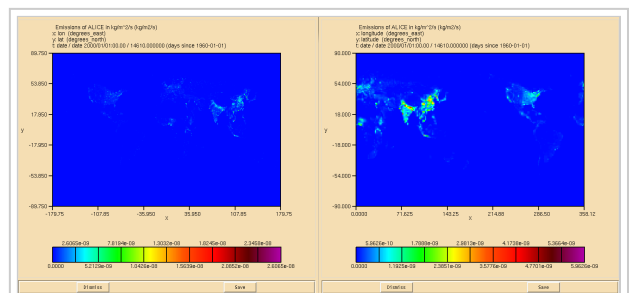 Emissions of ALICE in kg/m^2/s (kg/m2/s)
x: lon (degrees_east)
y: lat (degrees_north)
t: date / date 2000/01/01:00.00 / 14610.000000 (days since 1960-01-01)
89.750
53.850
17.950
y
-17.950
-53.850
-89.750
-179.75 -107.85 -35.950 35.950 107.85 179.75
x
2.6065e-09 7.8194e-09 1.3032e-08 1.8245e-08 2.3458e-08
0.0000 5.2129e-09 1.0426e-08 1.5639e-08 2.0852e-08 2.6065e-08
Dismiss Save
Emissions of ALICE in kg/m^2/s (kg/m2/s)
x: longitude (degrees_east)
y: latitude (degrees_north)
t: date / date 2000/01/01:00.00 / 14610.000000 (days since 1960-01-01)
90.000
54.000
18.000
y
-18.000
-54.000
-90.000
0.0000 71.625 143.25 214.88 286.50 358.12
x
5.9626e-10 1.7888e-09 2.9813e-09 4.1738e-09 5.3664e-09
0.0000 1.1925e-09 2.3851e-09 3.5776e-09 4.7701e-09 5.9626e-09
Dismiss Save